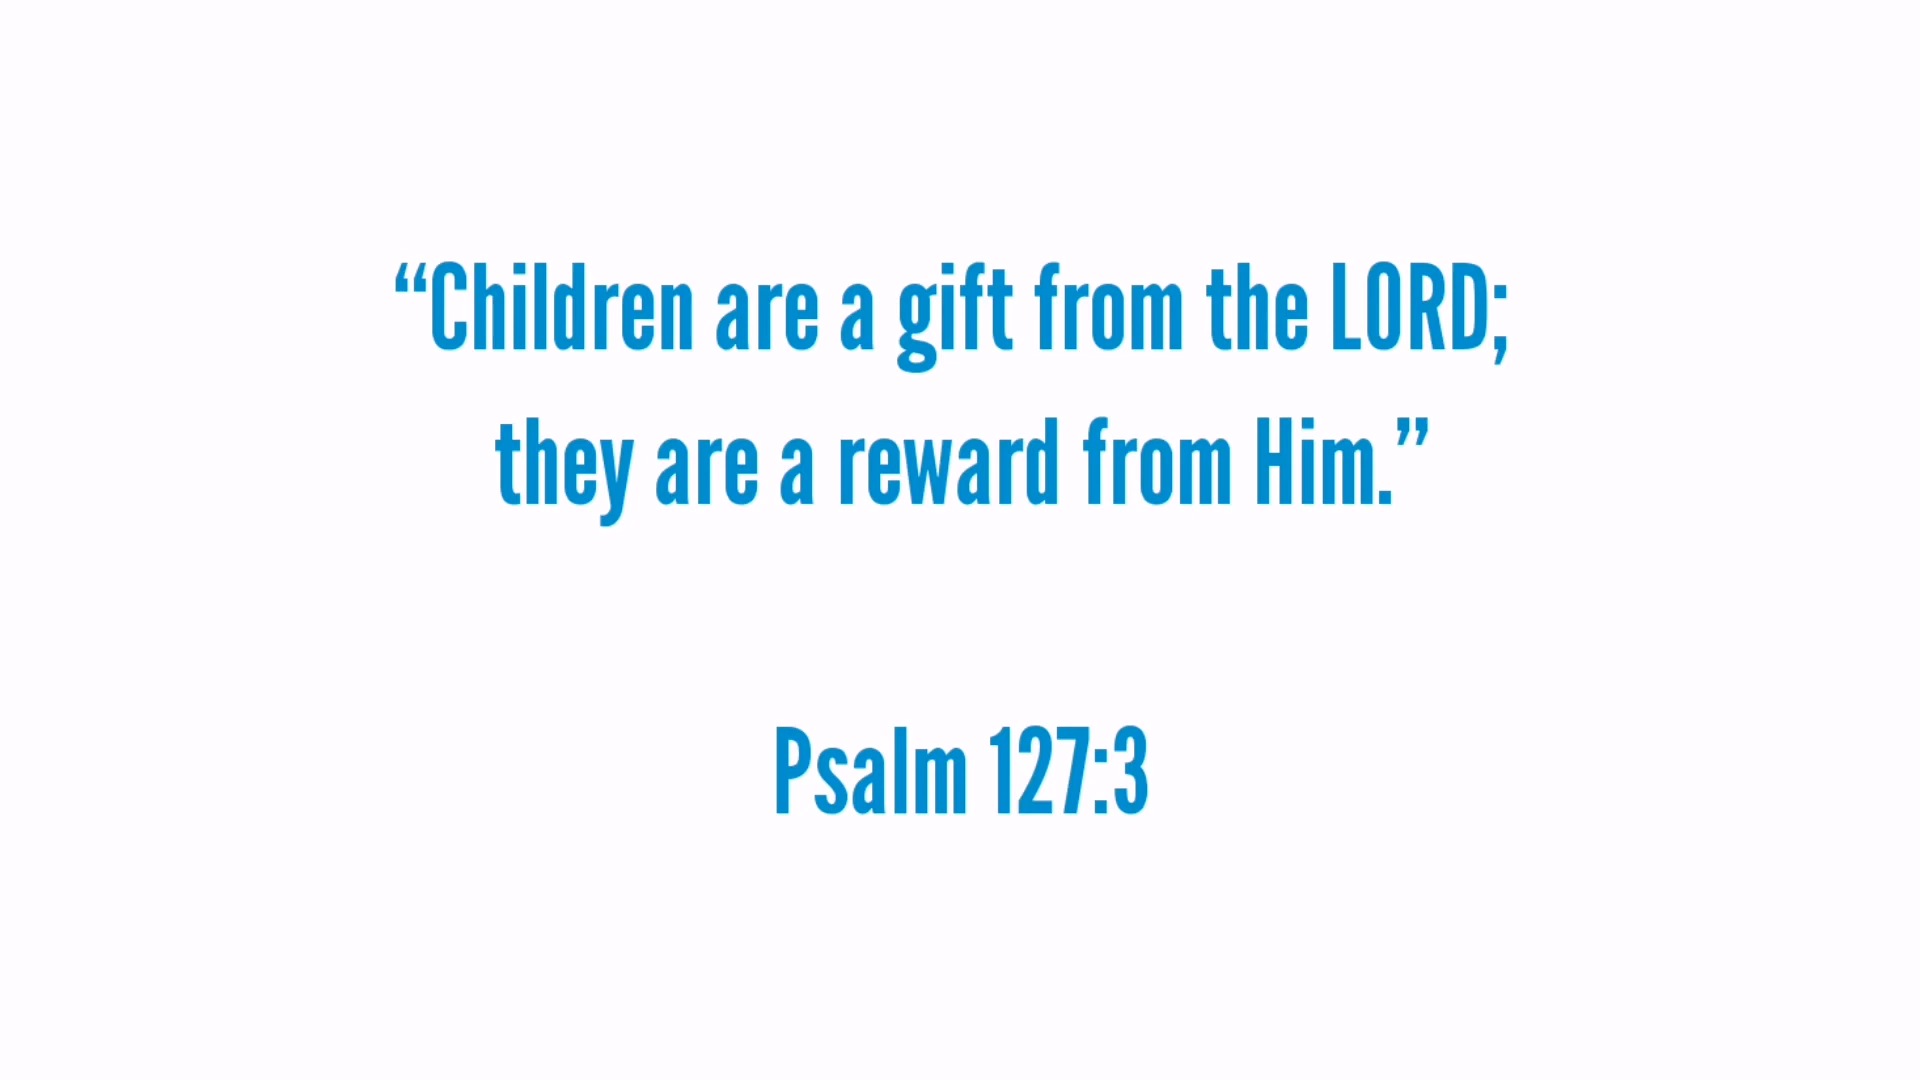 “Children are a gift from the LORD;
they are a reward from Him.”
Psalm 127:3